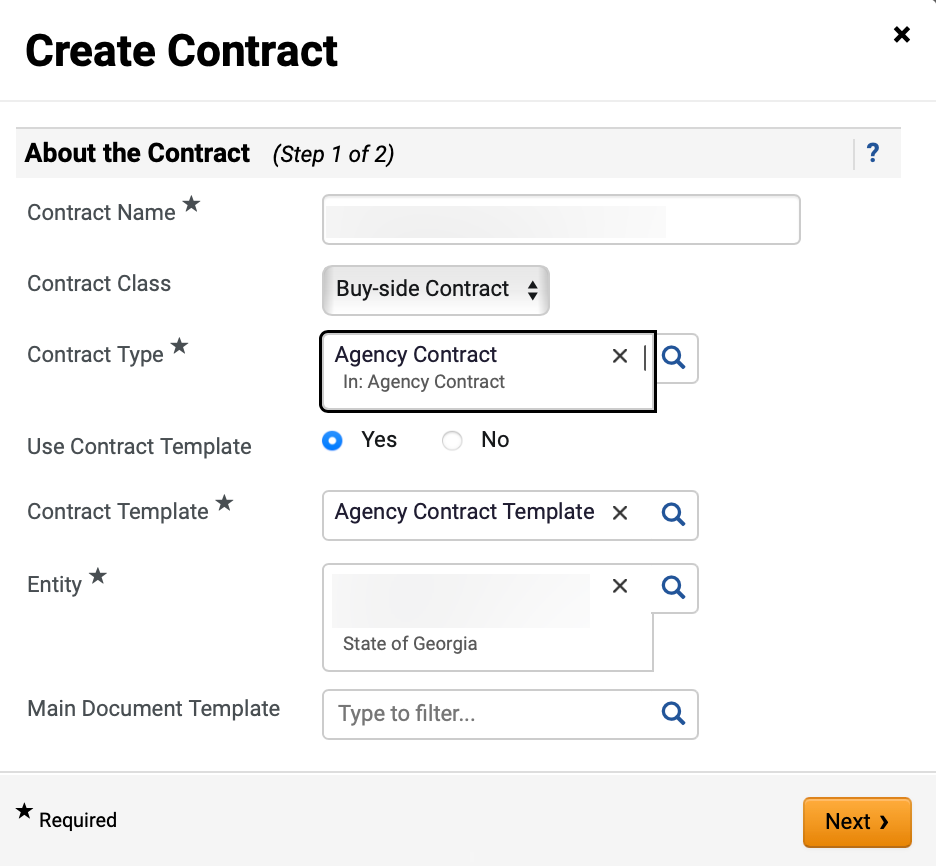 Create Contract
About the Contract (Step 1 of 2) ?
Contract Name ★
Contract Class Buy-side Contract
Contract Type ★ Agency Contract
In: Agency Contract
Use Contract Template Yes No
Contract Template ★ Agency Contract Template
Entity ★
State of Georgia
Main Document Template Type to filter...
★ Required Next ›